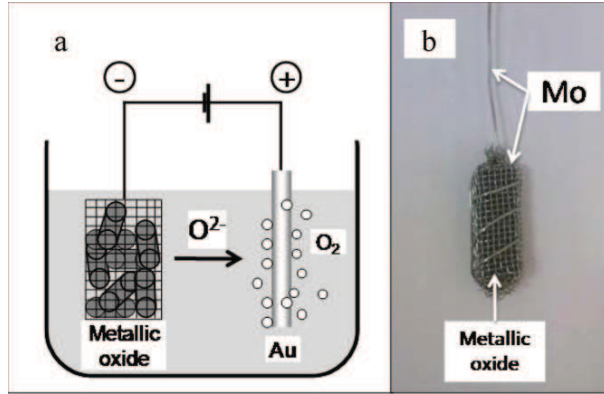 a
-
+
O²⁻
O₂
Metallic
oxide
Au
b
Mo
Metallic
oxide